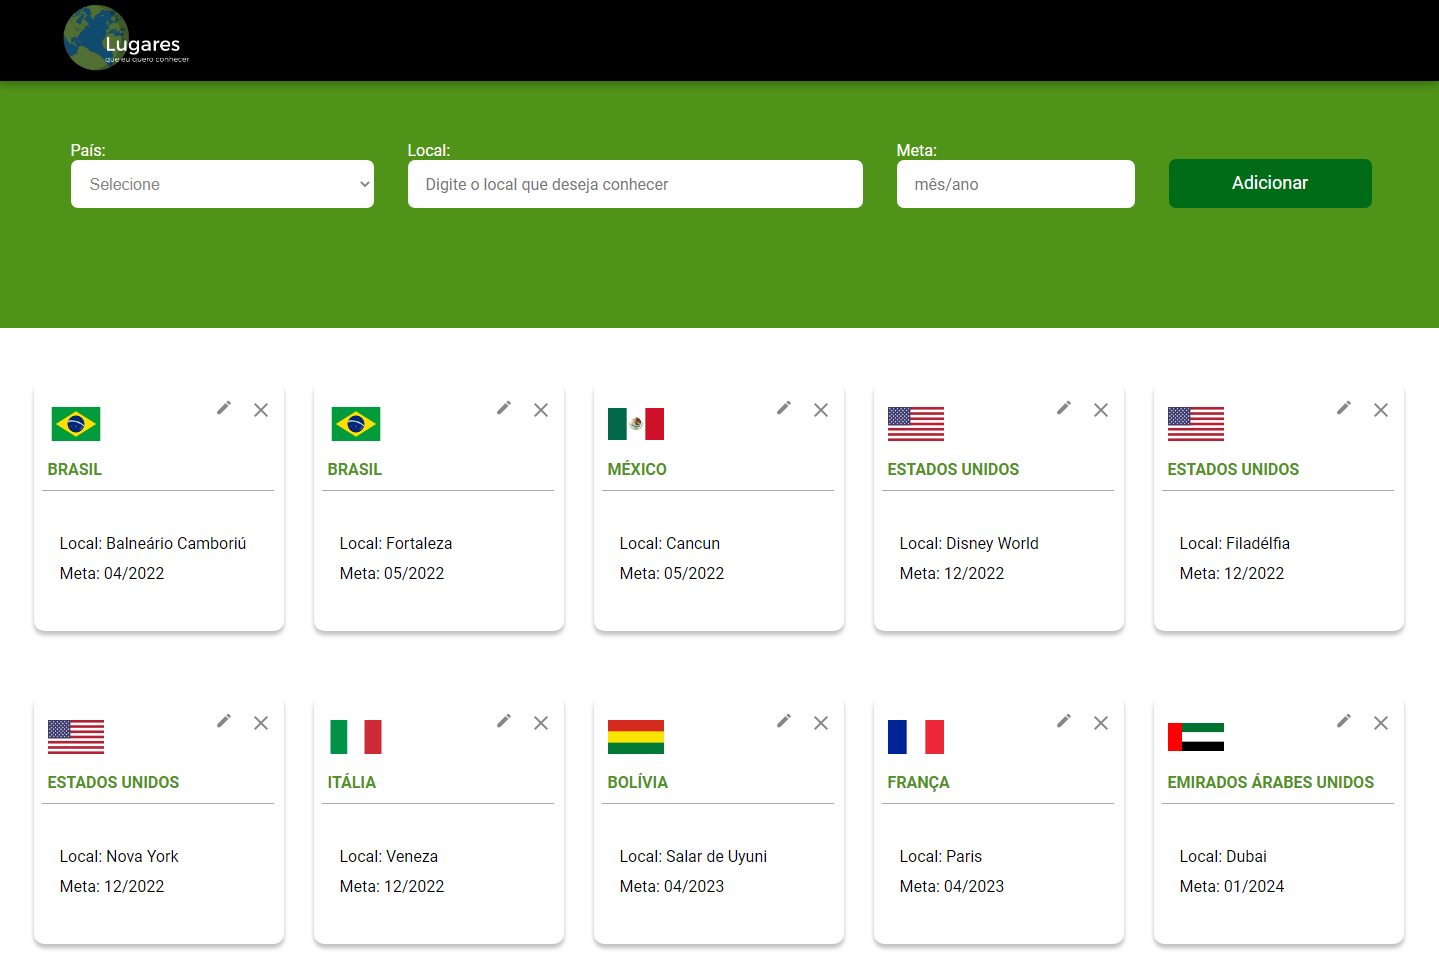 Lugares
que eu quero conhecer
País:
Local:
Meta:
Selecione
Digite o local que deseja conhecer
mês/ano
Adicionar
BRASIL
Local: Balneário Camboriú
Meta: 04/2022
BRASIL
Local: Fortaleza
Meta: 05/2022
MÉXICO
Local: Cancun
Meta: 05/2022
ESTADOS UNIDOS
Local: Disney World
Meta: 12/2022
ESTADOS UNIDOS
Local: Filadélfia
Meta: 12/2022
ESTADOS UNIDOS
Local: Nova York
Meta: 12/2022
ITÁLIA
Local: Veneza
Meta: 12/2022
BOLÍVIA
Local: Salar de Uyuni
Meta: 04/2023
FRANÇA
Local: Paris
Meta: 04/2023
EMIRADOS ÁRABES UNIDOS
Local: Dubai
Meta: 01/2024